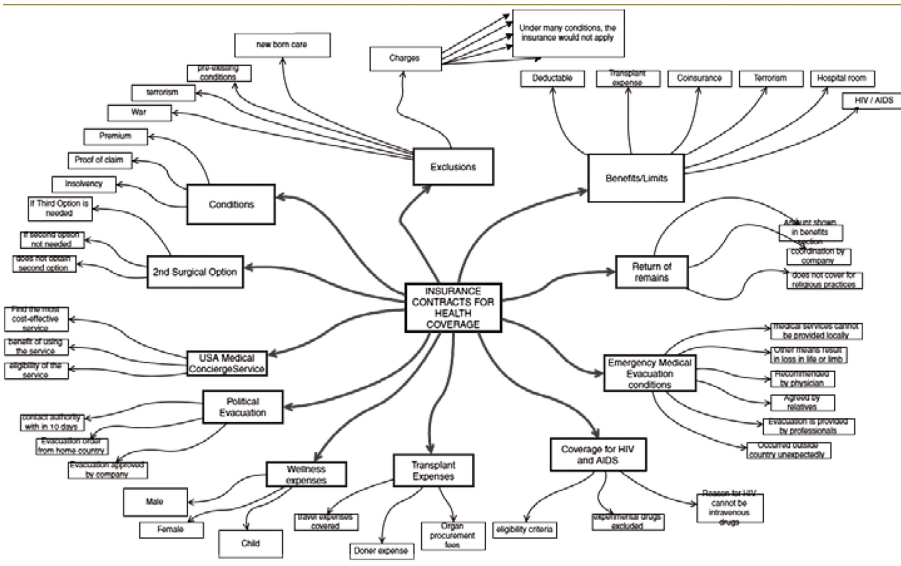 new born care
Charges
Under many conditions, the
insurance would not apply
pre-existing
conditions
terrorism
War
Deductable
Transplant
expense
Coinsurance
Terrorism
Hospital room
HIV / AIDS
Premium
Proof of claim
Insolvency
Exclusions
Benefits/Limits
Conditions
If Third Option is
needed
If second option
not needed
does not obtain
second option
2nd Surgical Option
Return of
remains
Amount shown
in benefits
section
coordination by
company
does not cover for
religious practices
INSURANCE
CONTRACTS FOR
HEALTH
COVERAGE
Find the most
cost-effective
service
benefit of using
the service
eligibility of the
service
USA Medical
ConciergeService
Emergency Medical
Evacuation
conditions
medical services cannot
be provided locally
Other means result
in loss in life or limb
Recommended
by physician
Agreed by
relatives
Evacuation is provided
by professionals
Occurred outside
country unexpectedly
Political
Evacuation
contact authority
with in 10 days
Evacuation order
from home country
Evacuation approved
by company
Wellness
expenses
Male
Female
Child
Transplant
Expenses
travel expenses
covered
Doner expense
Organ
procurement
fees
Coverage for HIV
and AIDS
eligibility criteria
experimental drugs
excluded
Reason for HIV
cannot be
intravenous
drugs